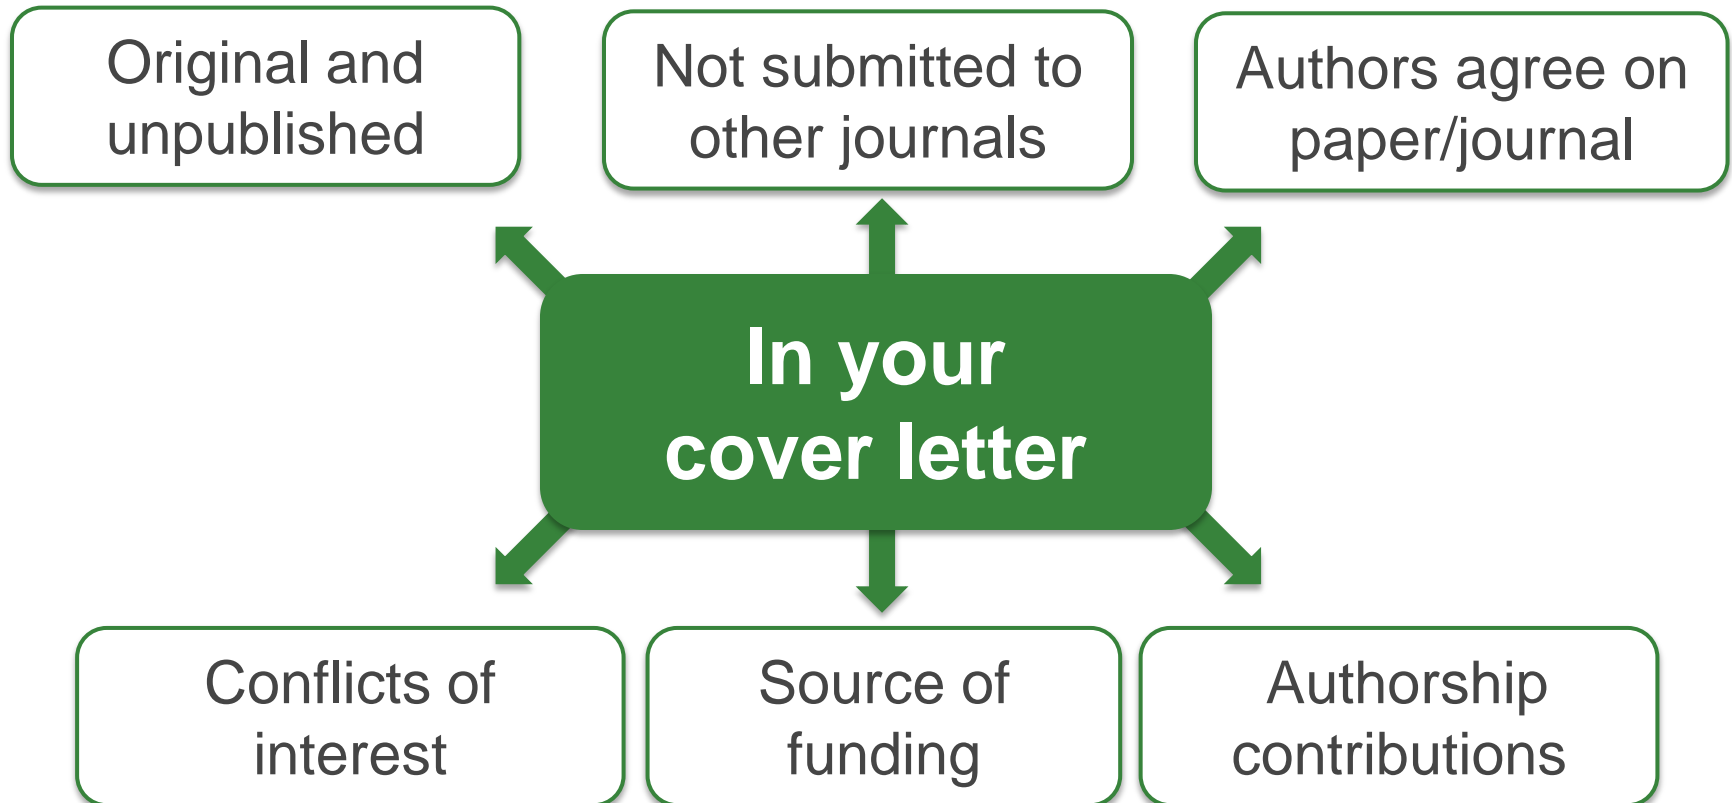 Original and
unpublished
Not submitted to
other journals
Authors agree on
paper/journal
In your
cover letter
Conflicts of
interest
Source of
funding
Authorship
contributions